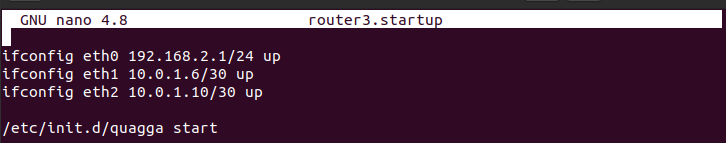 GNU nano 4.8 router3.startup
ifconfig eth0 192.168.2.1/24 up
ifconfig eth1 10.0.1.6/30 up
ifconfig eth2 10.0.1.10/30 up
/etc/init.d/quagga start